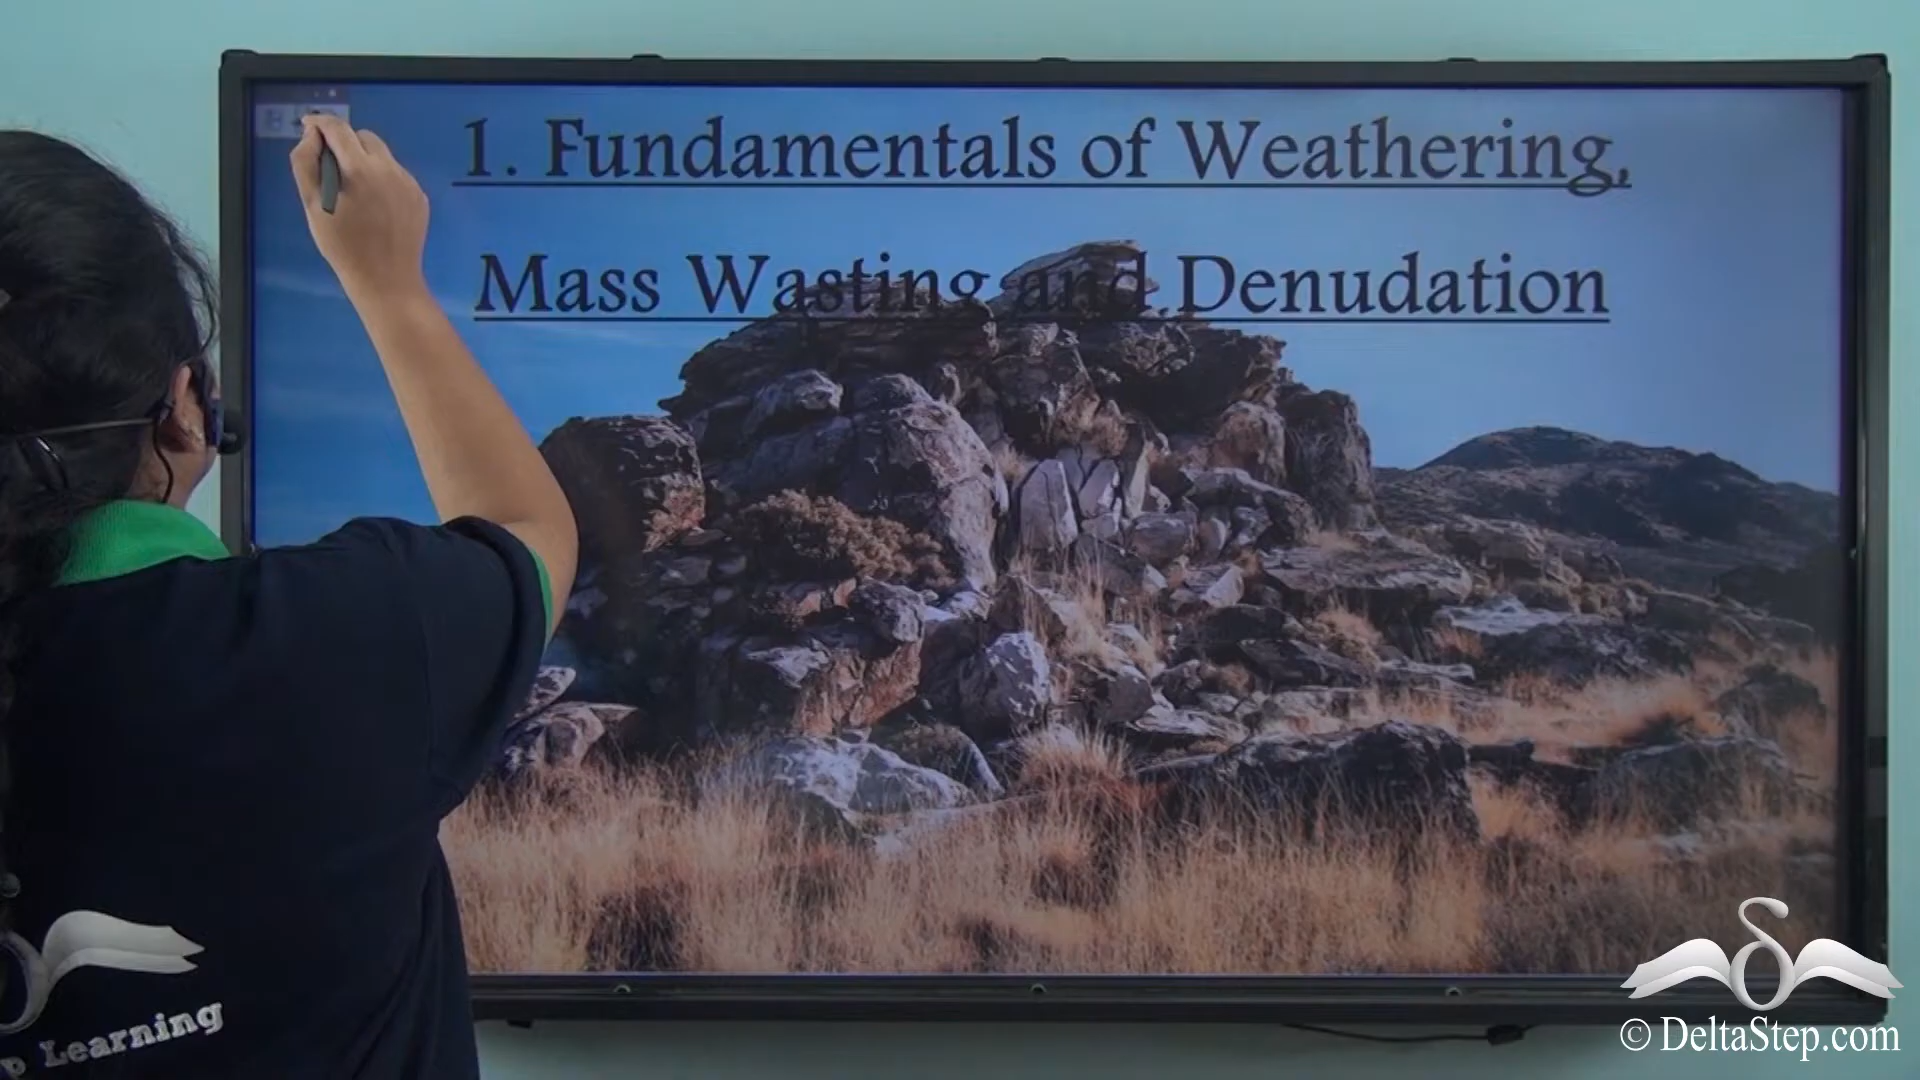 1. Fundamentals of Weathering,
Mass Wasting and Denudation
Learning
© DeltaStep.com